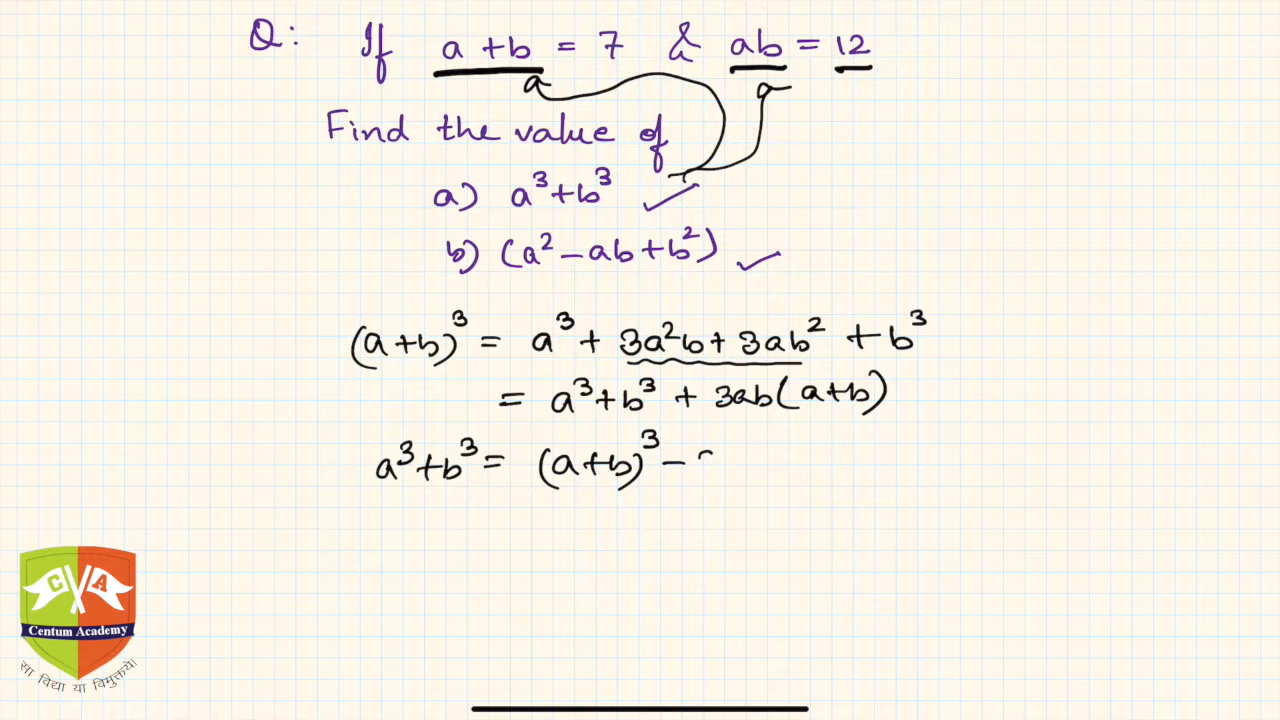 Q: If a + b = 7 & ab = 12
Find the value of
a) a³+b³
b) (a² - ab + b²)
(a+b)³ = a³ + 3a²b + 3ab² + b³
= a³+b³ + 3ab(a+b)
a³+b³ = (a+b)³ -
C A
Centum Academy
सा विद्या या विमुक्तये।